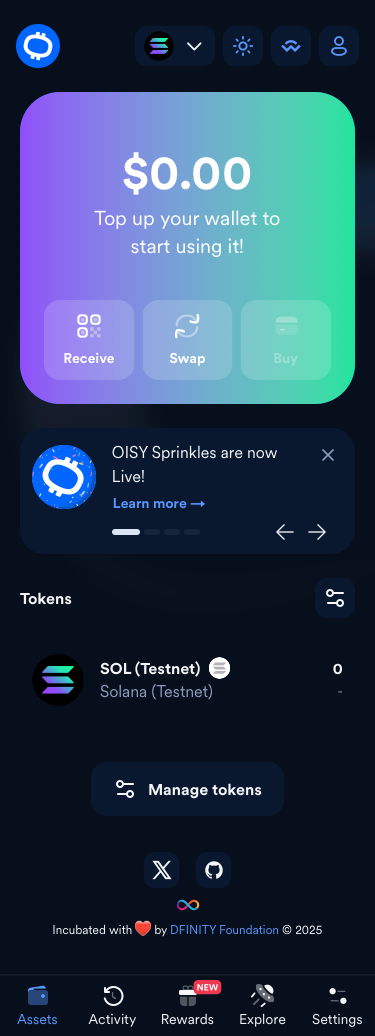 $0.00
Top up your wallet to
start using it!
Receive
Swap
Buy
OISY Sprinkles are now
Live!
Learn more →
Tokens
SOL (Testnet)
0
Solana (Testnet)
-
Manage tokens
Incubated with ❤️ by DFINITY Foundation © 2025
NEW
Assets
Activity
Rewards
Explore
Settings